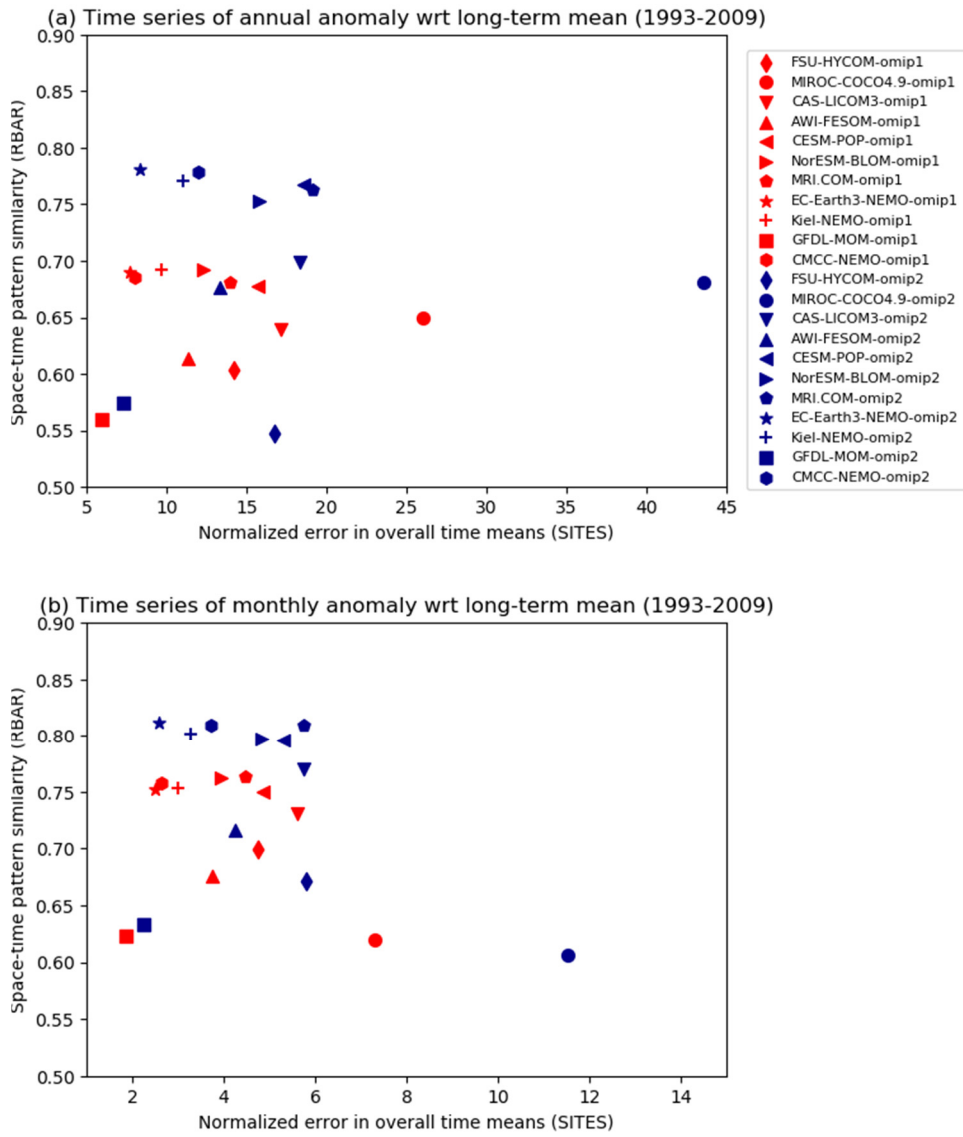 (a) Time series of annual anomaly wrt long-term mean (1993-2009)
0.90
0.85
0.80
0.75
0.70
0.65
0.60
0.55
0.50
Space-time pattern similarity (RBAR)
5 10 15 20 25 30 35 40 45
Normalized error in overall time means (SITES)
FSU-HYCOM-omip1
MIROC-COCO4.9-omip1
CAS-LICOM3-omip1
AWI-FESOM-omip1
CESM-POP-omip1
NorESM-BLOM-omip1
MRI.COM-omip1
EC-Earth3-NEMO-omip1
Kiel-NEMO-omip1
GFDL-MOM-omip1
CMCC-NEMO-omip1
FSU-HYCOM-omip2
MIROC-COCO4.9-omip2
CAS-LICOM3-omip2
AWI-FESOM-omip2
CESM-POP-omip2
NorESM-BLOM-omip2
MRI.COM-omip2
EC-Earth3-NEMO-omip2
Kiel-NEMO-omip2
GFDL-MOM-omip2
CMCC-NEMO-omip2
(b) Time series of monthly anomaly wrt long-term mean (1993-2009)
0.90
0.85
0.80
0.75
0.70
0.65
0.60
0.55
0.50
Space-time pattern similarity (RBAR)
2 4 6 8 10 12 14
Normalized error in overall time means (SITES)